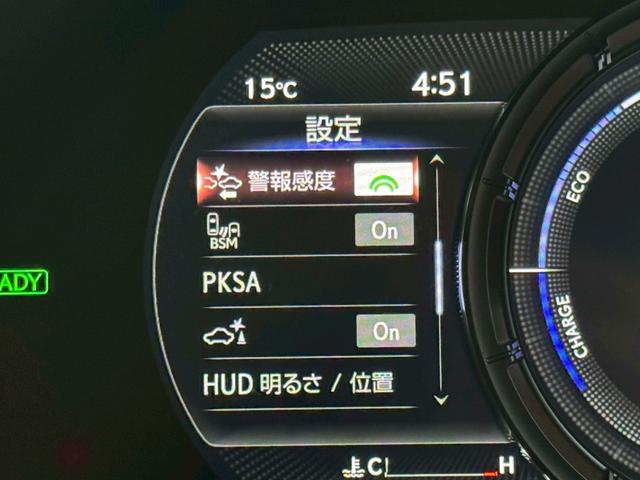 15℃ 4:51
設定
警報感度
BSM On
PKSA
On
HUD 明るさ / 位置
C H
ADY
ECO
CHARGE